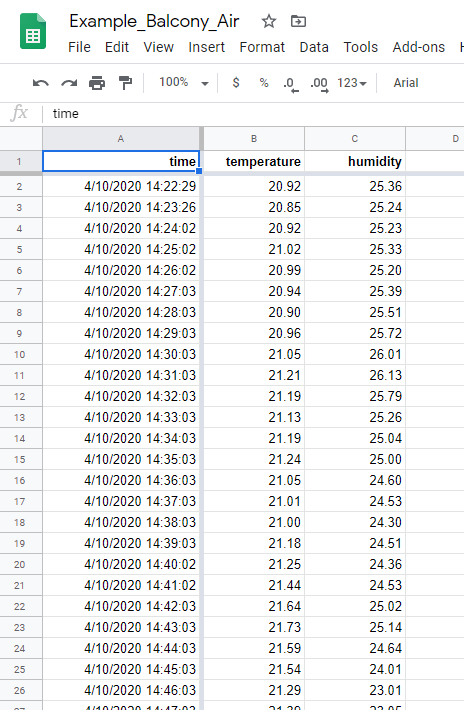 Example_Balcony_Air
File Edit View Insert Format Data Tools Add-ons
100% $ % .0 .00 123 Arial
fx time
A B C D
1 time temperature humidity
2 4/10/2020 14:22:29 20.92 25.36
3 4/10/2020 14:23:26 20.85 25.24
4 4/10/2020 14:24:02 20.92 25.23
5 4/10/2020 14:25:02 21.02 25.33
6 4/10/2020 14:26:02 20.99 25.20
7 4/10/2020 14:27:03 20.94 25.39
8 4/10/2020 14:28:03 20.90 25.51
9 4/10/2020 14:29:03 20.96 25.72
10 4/10/2020 14:30:03 21.05 26.01
11 4/10/2020 14:31:03 21.21 26.13
12 4/10/2020 14:32:03 21.19 25.79
13 4/10/2020 14:33:03 21.13 25.26
14 4/10/2020 14:34:03 21.19 25.04
15 4/10/2020 14:35:03 21.24 25.00
16 4/10/2020 14:36:03 21.05 24.60
17 4/10/2020 14:37:03 21.01 24.53
18 4/10/2020 14:38:03 21.00 24.30
19 4/10/2020 14:39:03 21.18 24.51
20 4/10/2020 14:40:02 21.25 24.36
21 4/10/2020 14:41:02 21.44 24.53
22 4/10/2020 14:42:03 21.64 25.02
23 4/10/2020 14:43:03 21.73 25.14
24 4/10/2020 14:44:03 21.59 24.64
25 4/10/2020 14:45:03 21.54 24.01
26 4/10/2020 14:46:03 21.29 23.01